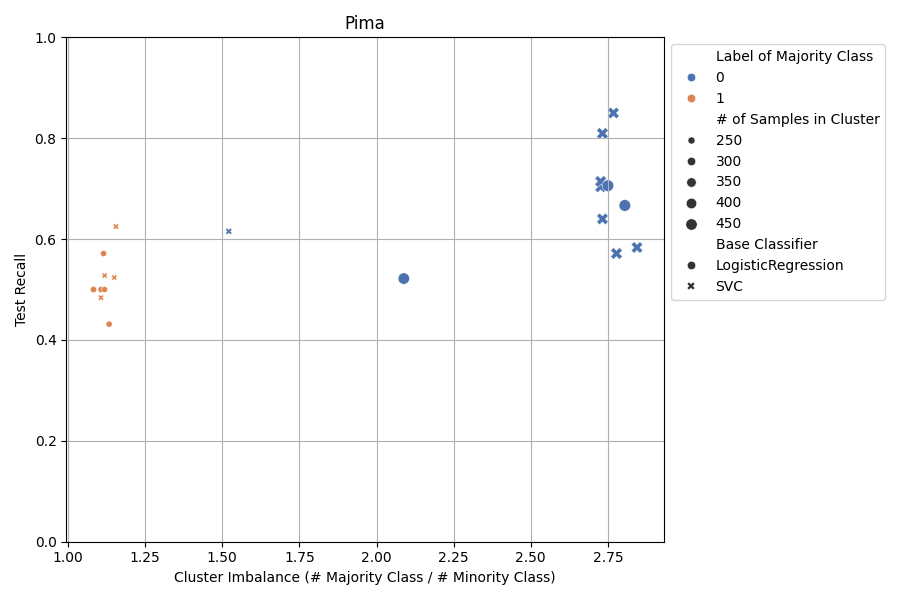 Pima
1.0
0.8
0.6
0.4
0.2
0.0
Test Recall
1.00
1.25
1.50
1.75
2.00
2.25
2.50
2.75
Cluster Imbalance (# Majority Class / # Minority Class)
Label of Majority Class
0
1
# of Samples in Cluster
250
300
350
400
450
Base Classifier
LogisticRegression
SVC